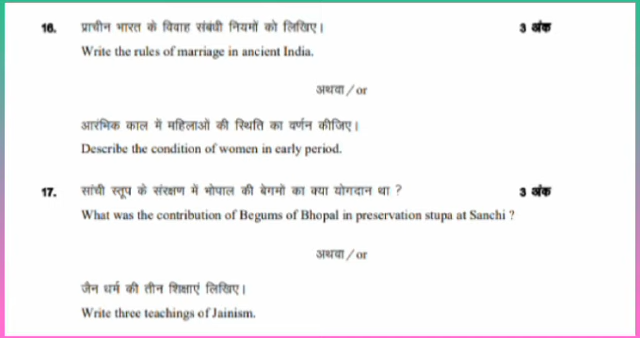 16. प्राचीन भारत के विवाह संबंधी नियमों को लिखिए। 3 अंक
Write the rules of marriage in ancient India.
अथवा / or
आरंभिक काल में महिलाओं की स्थिति का वर्णन कीजिए।
Describe the condition of women in early period.
17. सांची स्तूप के संरक्षण में भोपाल की बेगमों का क्या योगदान था ? 3 अंक
What was the contribution of Begums of Bhopal in preservation stupa at Sanchi ?
अथवा / or
जैन धर्म की तीन शिक्षाएं लिखिए।
Write three teachings of Jainism.